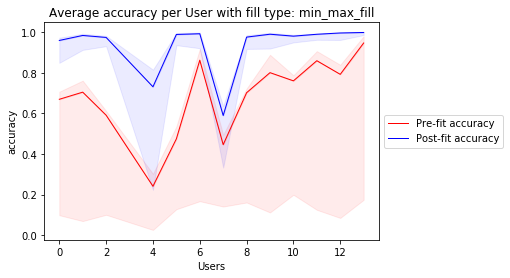 Average accuracy per User with fill type: min_max_fill
1.0
0.8
0.6
0.4
0.2
0.0
accuracy
0 2 4 6 8 10 12
Users
Pre-fit accuracy
Post-fit accuracy